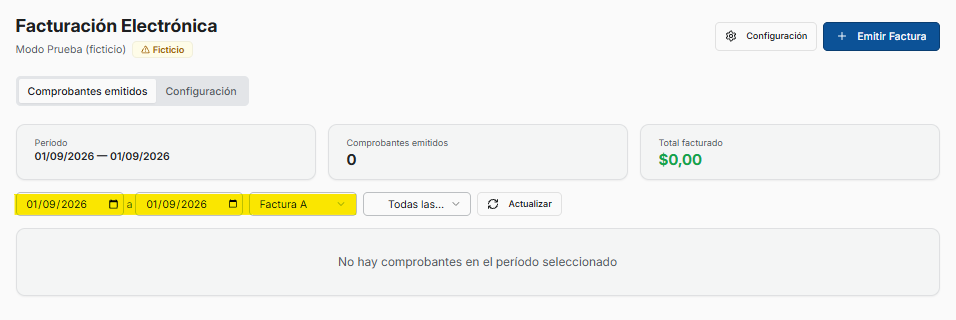 Facturación Electrónica
Modo Prueba (ficticio) Ficticio
Configuración
Emitir Factura
Comprobantes emitidos Configuración
Período
01/09/2026 — 01/09/2026
Comprobantes emitidos
0
Total facturado
$0,00
01/09/2026 a 01/09/2026 Factura A Todas las... Actualizar
No hay comprobantes en el período seleccionado